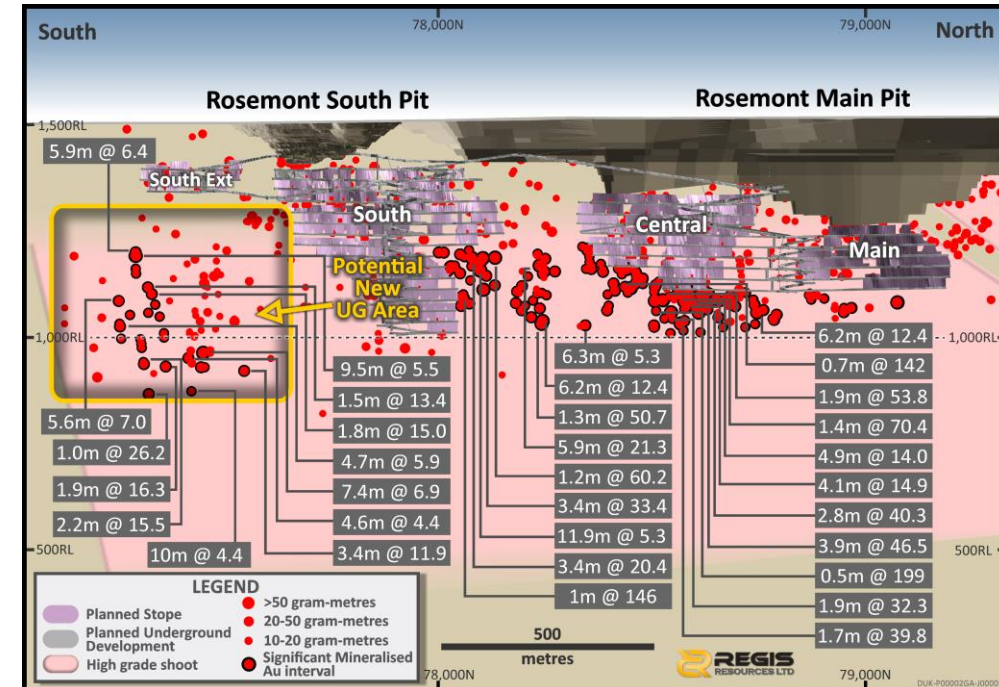 South
78,000N
79,000N
North
Rosemont South Pit
Rosemont Main Pit
1,500RL
5.9m @ 6.4
South Ext
South
Central
Main
Potential
New
UG Area
1,000RL
1,000RL
5.6m @ 7.0
1.0m @ 26.2
1.9m @ 16.3
2.2m @ 15.5
10m @ 4.4
9.5m @ 5.5
1.5m @ 13.4
1.8m @ 15.0
4.7m @ 5.9
7.4m @ 6.9
4.6m @ 4.4
3.4m @ 11.9
6.3m @ 5.3
6.2m @ 12.4
1.3m @ 50.7
5.9m @ 21.3
1.2m @ 60.2
3.4m @ 33.4
11.9m @ 5.3
3.4m @ 20.4
1m @ 146
6.2m @ 12.4
0.7m @ 142
1.9m @ 53.8
1.4m @ 70.4
4.9m @ 14.0
4.1m @ 14.9
2.8m @ 40.3
3.9m @ 46.5
0.5m @ 199
1.9m @ 32.3
1.7m @ 39.8
500RL
500RL
LEGEND
Planned Stope
Planned Underground
Development
High grade shoot
>50 gram-metres
20-50 gram-metres
10-20 gram-metres
Significant Mineralised
Au interval
500
metres
REGIS
RESOURCES LTD
78,000N
79,000N